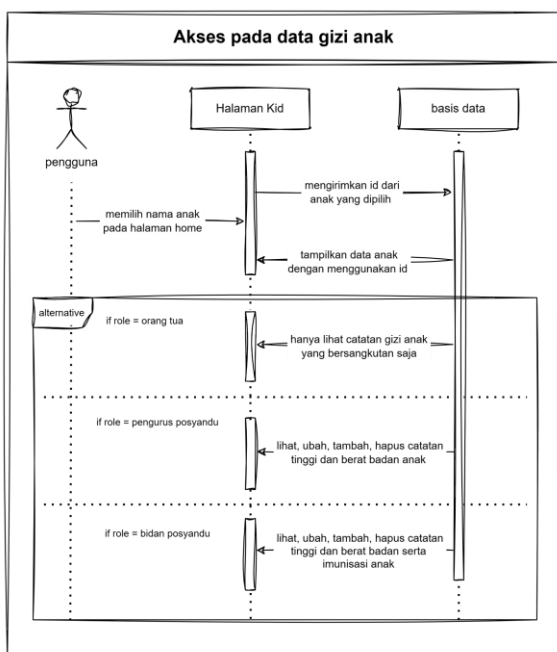 Akses pada data gizi anak
Halaman Kid
basis data
pengguna
mengirimkan id dari
anak yang dipilih
memilih nama anak
pada halaman home
tampilkan data anak
dengan menggunakan id
alternative
if role = orang tua
hanya lihat catatan gizi anak
yang bersangkutan saja
if role = pengurus posyandu
lihat, ubah, tambah, hapus catatan
tinggi dan berat badan anak
if role = bidan posyandu
lihat, ubah, tambah, hapus catatan
tinggi dan berat badan serta
imunisasi anak